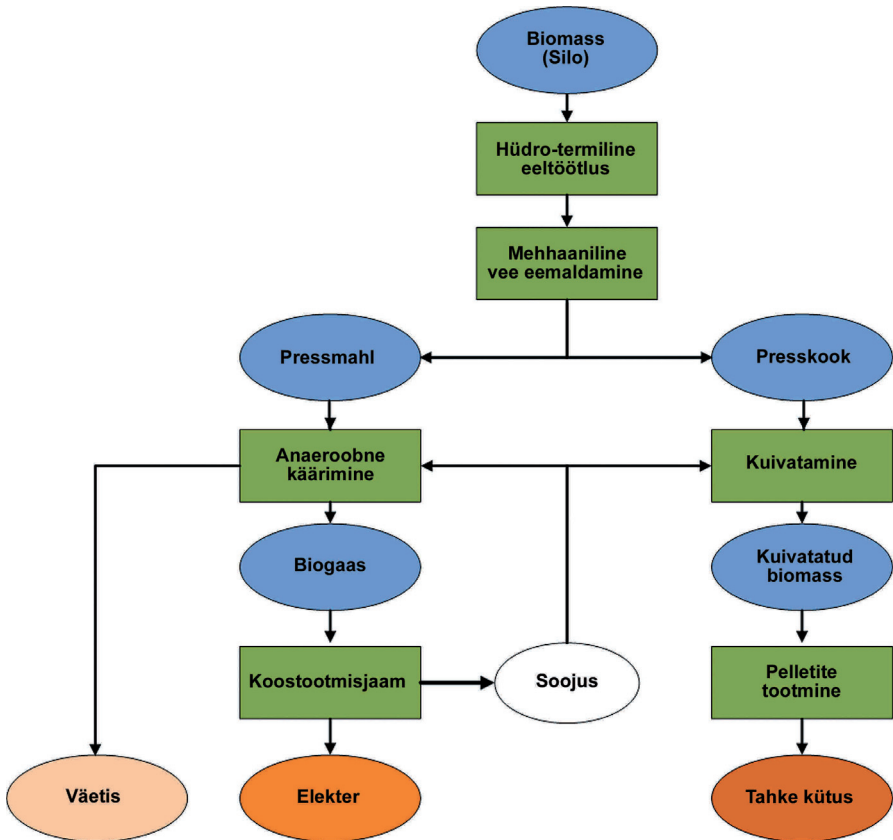 Biomass
(Silo)
Hüdro-termiline
eeltöötlus
Mehhaaniline
vee eemaldamine
Pressmahl
Presskook
Anaeroobne
käärimine
Kuivatamine
Biogaas
Kuivatatud
biomass
Koostootmisjaam
Soojus
Pelletite
tootmine
Väetis
Elekter
Tahke kütus